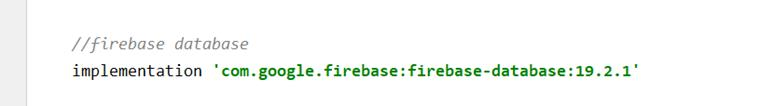 //firebase database
implementation 'com.google.firebase:firebase-database:19.2.1'